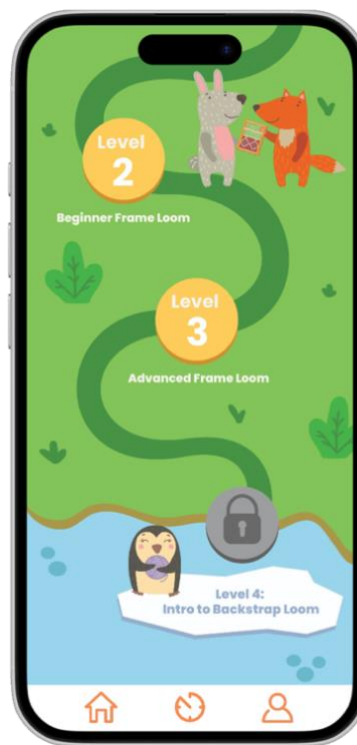 Level
2
Beginner Frame Loom
Level
3
Advanced Frame Loom
Level 4:
Intro to Backstrap Loom